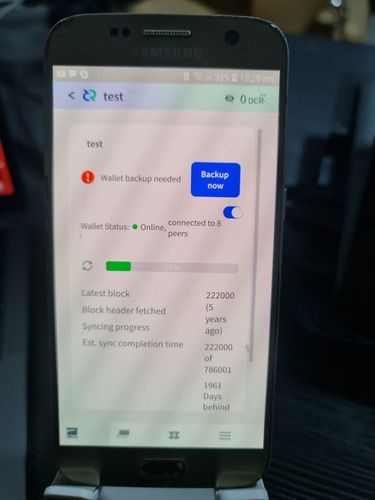 SAMSUNG
35% 10:29 am
< test 0 DCR
test
Wallet backup needed
Backup
now
Wallet Status: Online, connected to 8
peers
Latest block 222000
Block header fetched (5
Syncing progress years
ago)
Est. sync completion time 222000
of
786001
1961
Days
behind